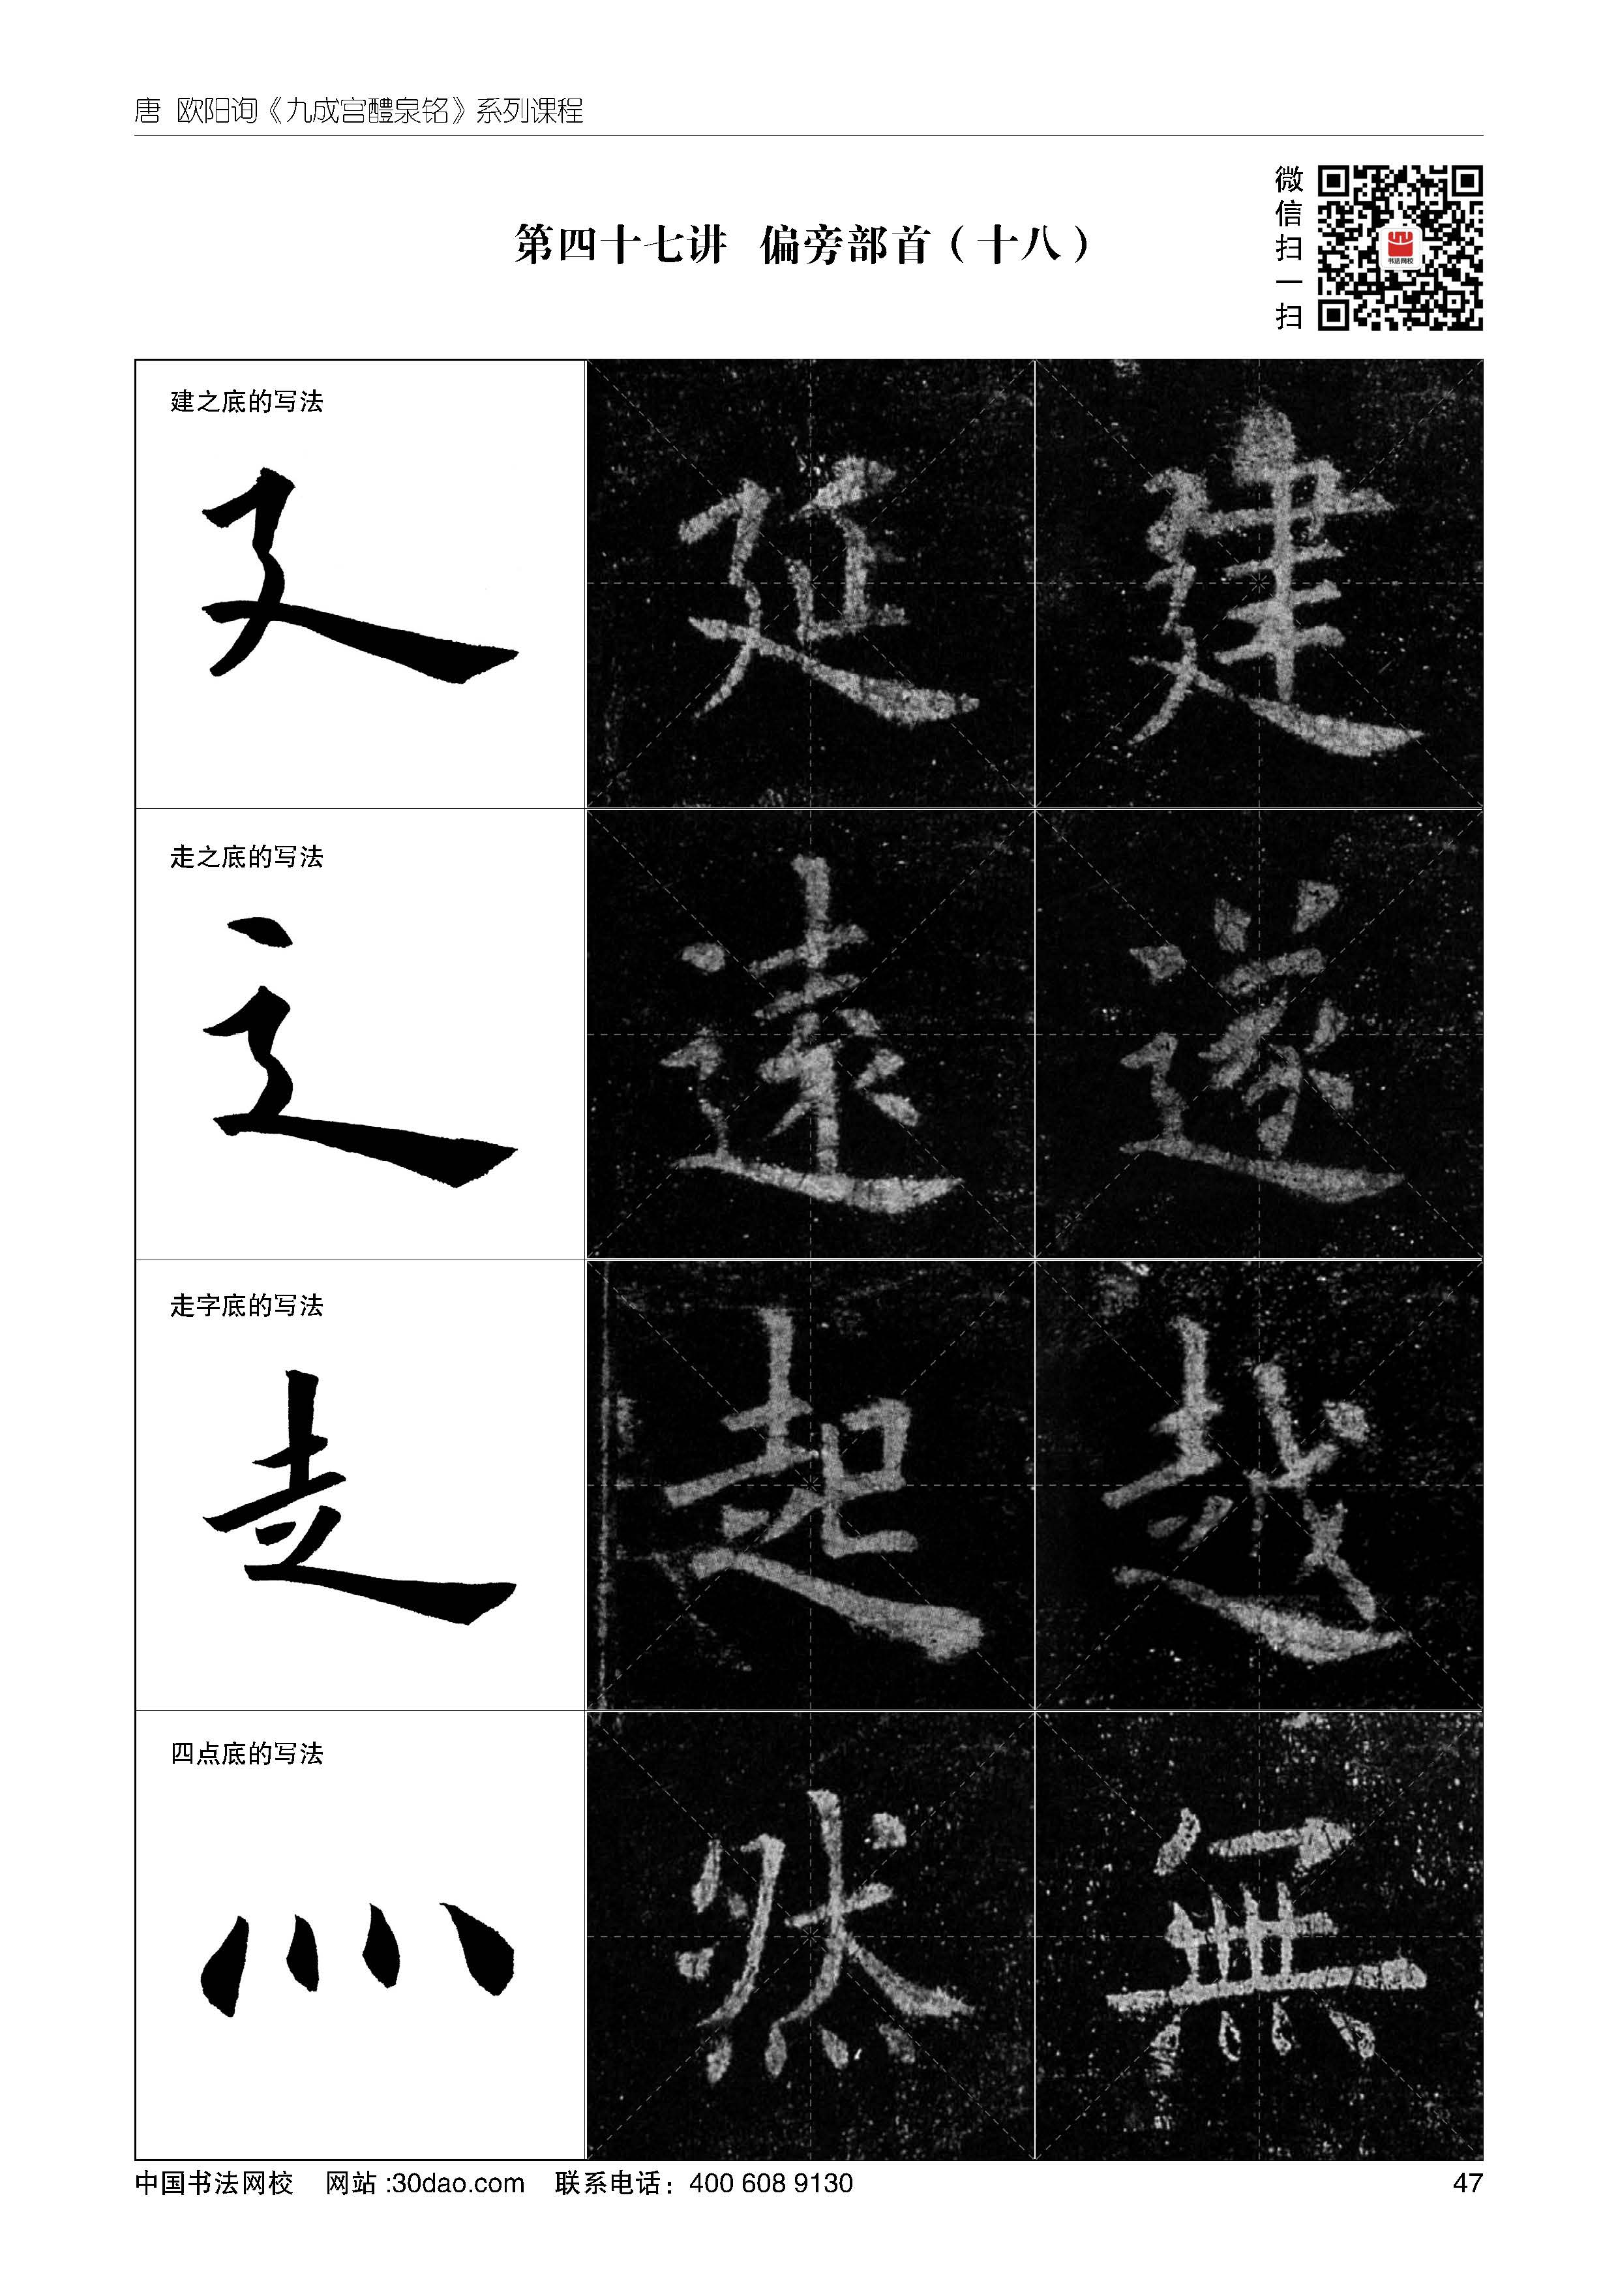 唐 欧阳询《九成宫醴泉铭》系列课程
第四十七讲 偏旁部首（十八）
微信扫一扫
书法网校
建之底的写法
廴 延 建
走之底的写法
辶 遠 遂
走字底的写法
走 起 越
四点底的写法
灬 然 無
中国书法网校 网站:30dao.com 联系电话：400 608 9130
47